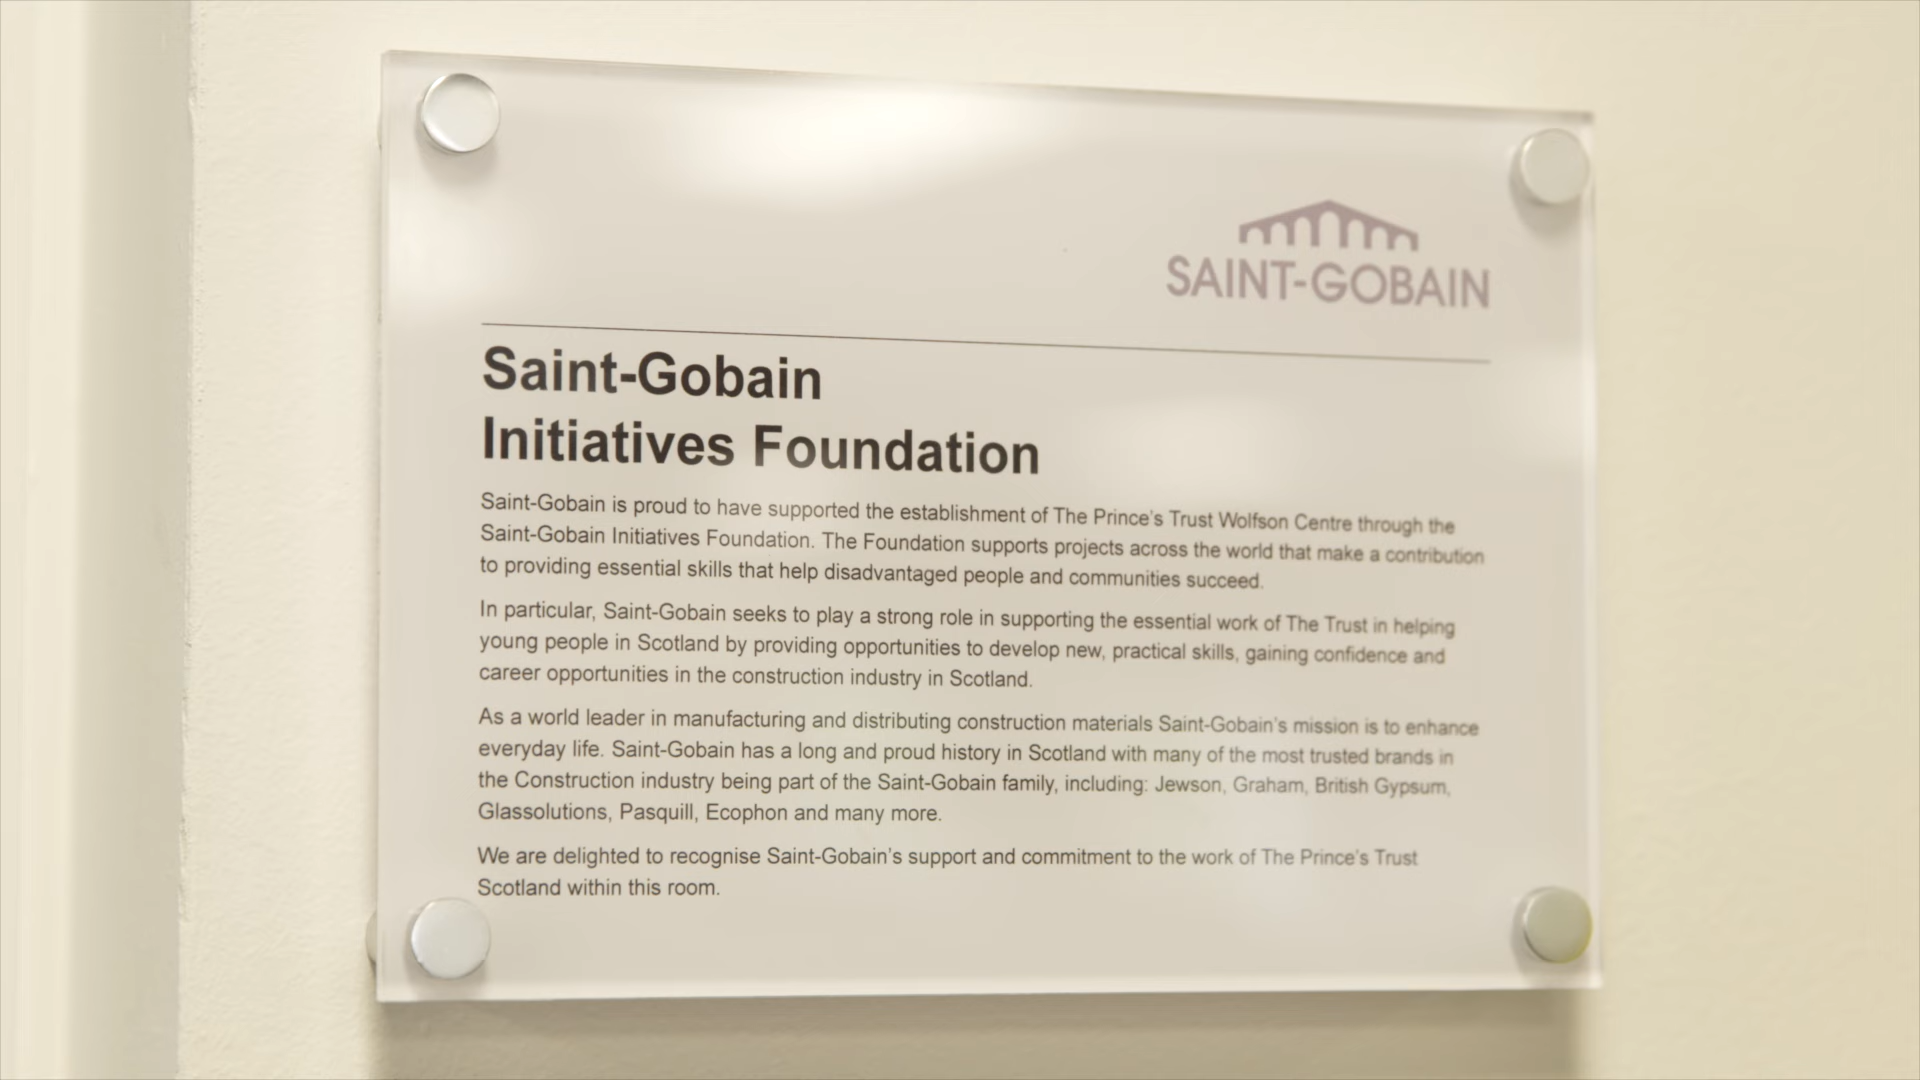 SAINT-GOBAIN
Saint-Gobain
Initiatives Foundation
Saint-Gobain is proud to have supported the establishment of The Prince's Trust Wolfson Centre through the
Saint-Gobain Initiatives Foundation. The Foundation supports projects across the world that make a contribution
to providing essential skills that help disadvantaged people and communities succeed.
In particular, Saint-Gobain seeks to play a strong role in supporting the essential work of The Trust in helping
young people in Scotland by providing opportunities to develop new, practical skills, gaining confidence and
career opportunities in the construction industry in Scotland.
As a world leader in manufacturing and distributing construction materials Saint-Gobain's mission is to enhance
everyday life. Saint-Gobain has a long and proud history in Scotland with many of the most trusted brands in
the Construction industry being part of the Saint-Gobain family, including: Jewson, Graham, British Gypsum,
Glassolutions, Pasquill, Ecophon and many more.
We are delighted to recognise Saint-Gobain's support and commitment to the work of The Prince's Trust
Scotland within this room.